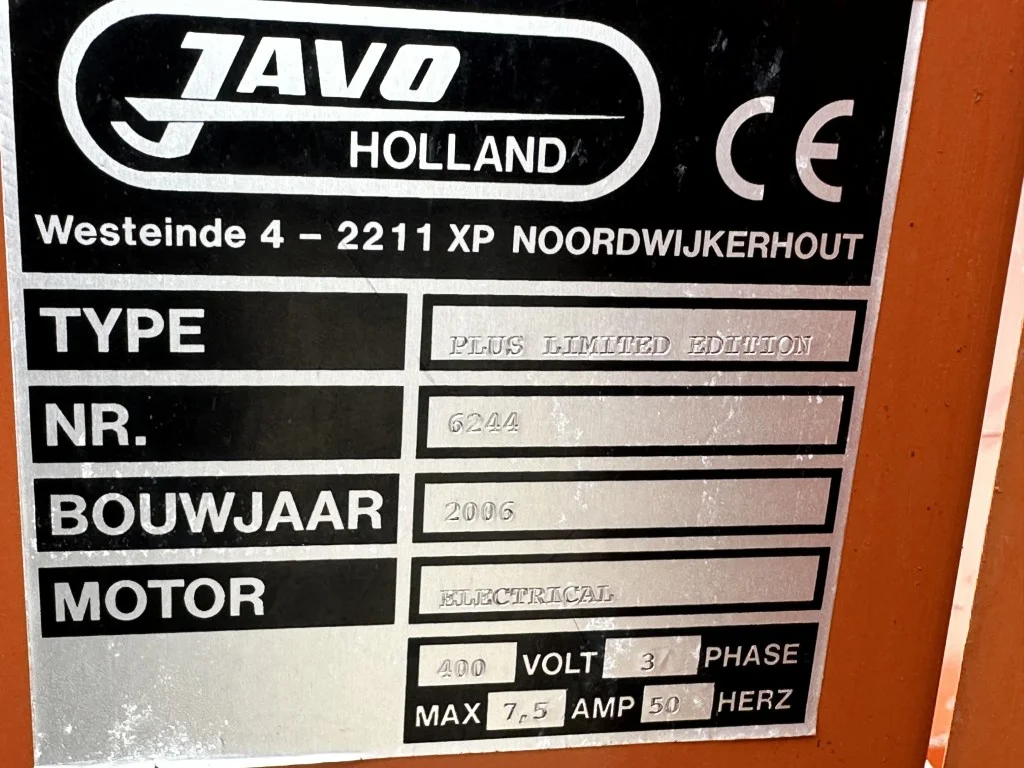 JAVO
HOLLAND
CE
Westeinde 4 – 2211 XP NOORDWIJKERHOUT
TYPE PLUS LIMITED EDITION
NR. 6244
BOUWJAAR 2006
MOTOR ELECTRICAL
400 VOLT 3 PHASE
MAX 7,5 AMP 50 HERZ